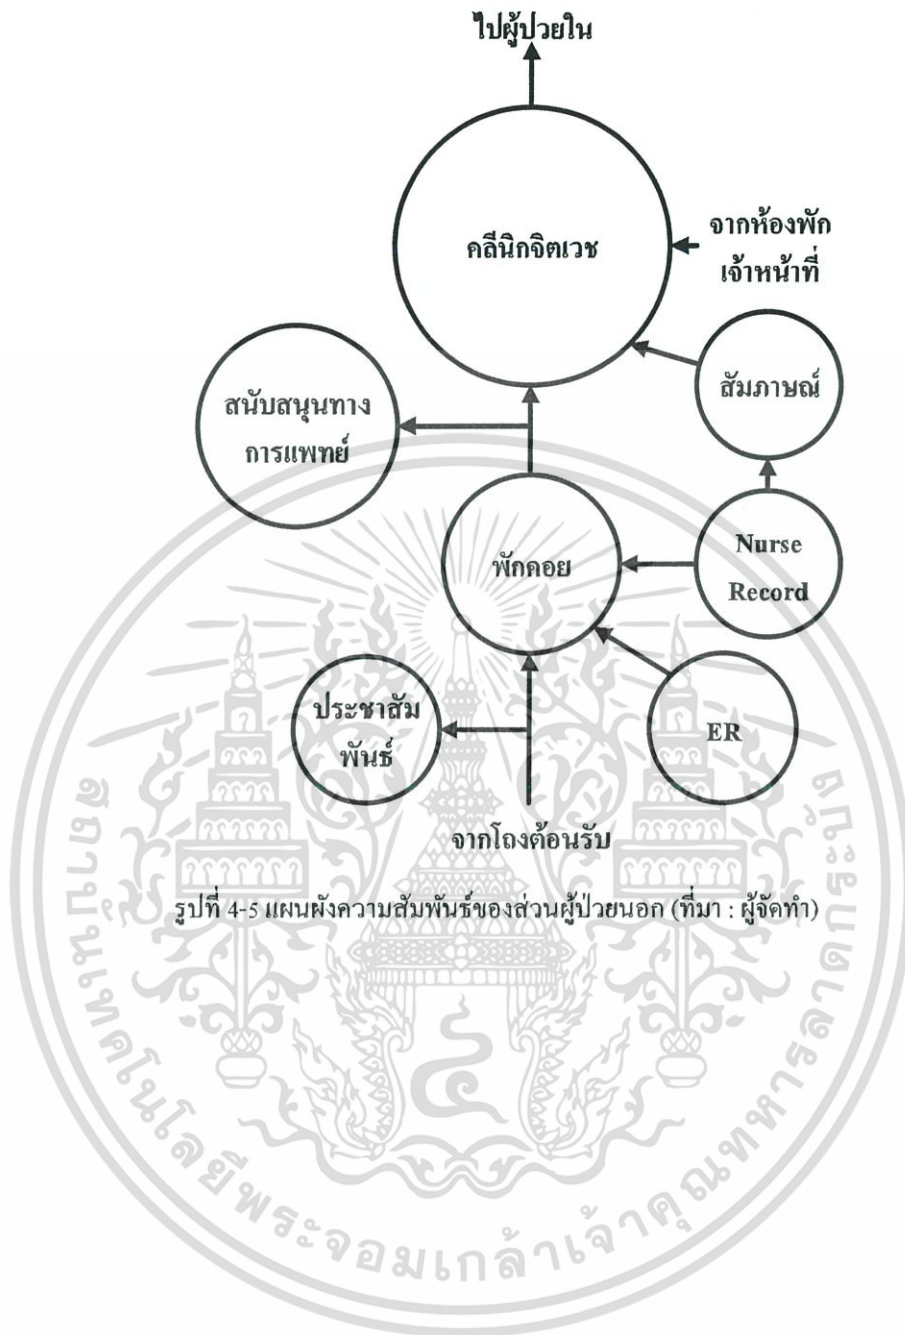 ไปผู้ป่วยใน
คลีนิกจิตเวช
จากห้องพัก
เจ้าหน้าที่
สัมภาษณ์
สนับสนุนทาง
การแพทย์
พักคอย
Nurse
Record
ประชาสัม
พันธ์
ER
จากโถงต้อนรับ
รูปที่ 4-5 แผนผังความสัมพันธ์ของส่วนผู้ป่วยนอก (ที่มา : ผู้จัดทำ)
สถาบันเทคโนโลยีพระจอมเกล้าเจ้าคุณทหารลาดกระบัง